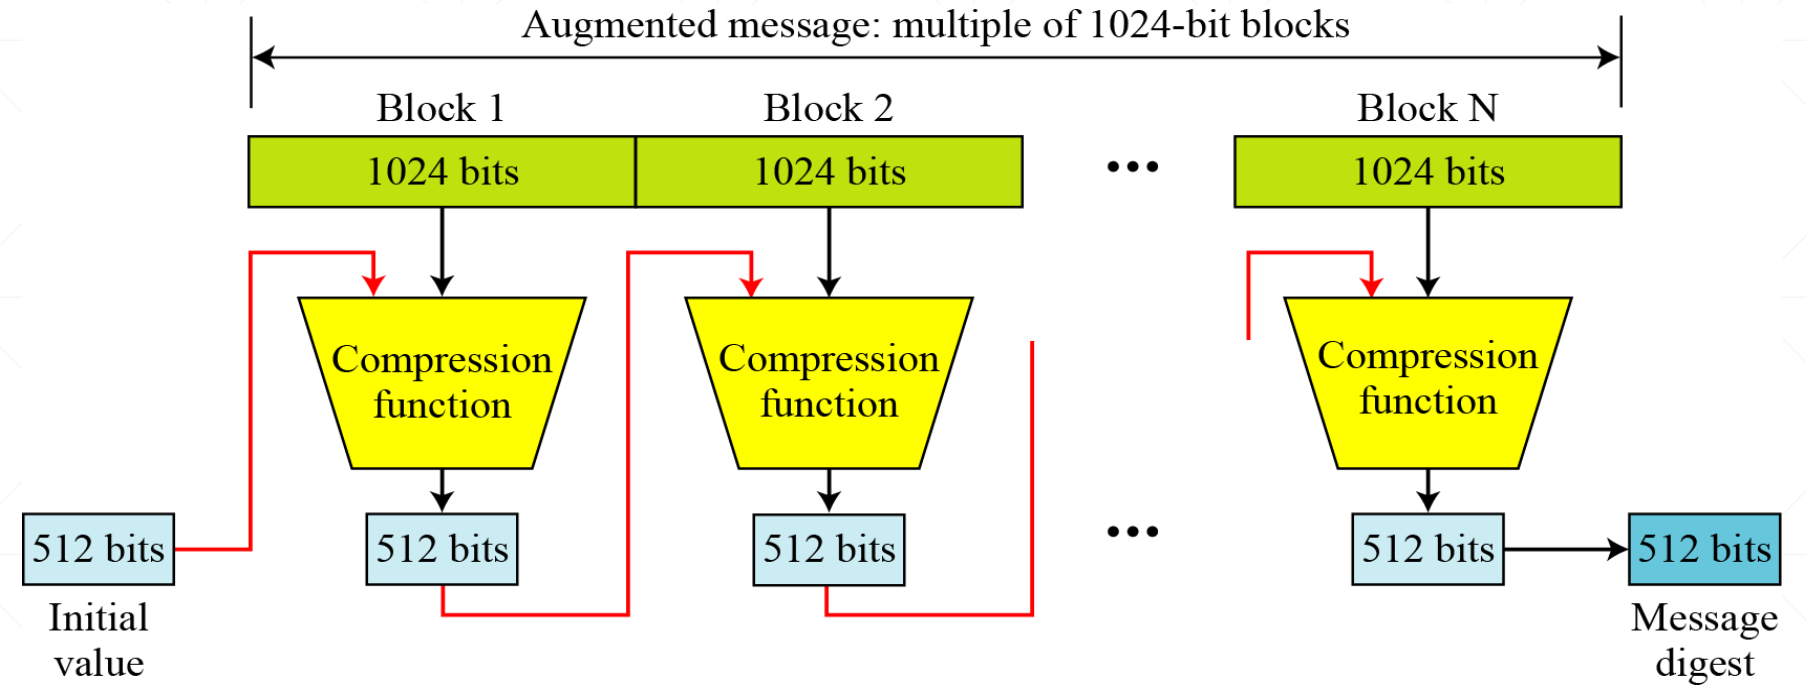 Augmented message: multiple of 1024-bit blocks
Block 1
Block 2
Block N
1024 bits
1024 bits
•••
1024 bits
Compression
function
Compression
function
Compression
function
512 bits
512 bits
512 bits
•••
512 bits
512 bits
Initial
value
Message
digest